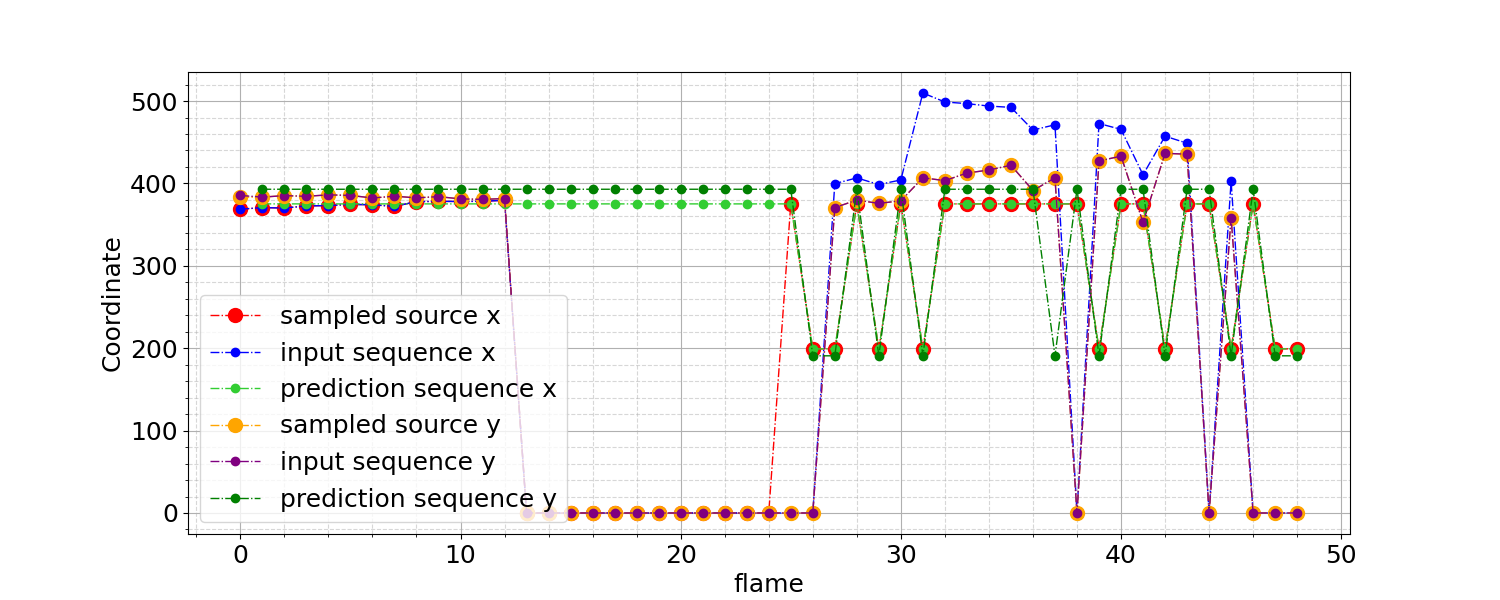 500
400
300
200
100
0
Coordinate
sampled source x
input sequence x
prediction sequence x
sampled source y
input sequence y
prediction sequence y
0 10 20 30 40 50
flame